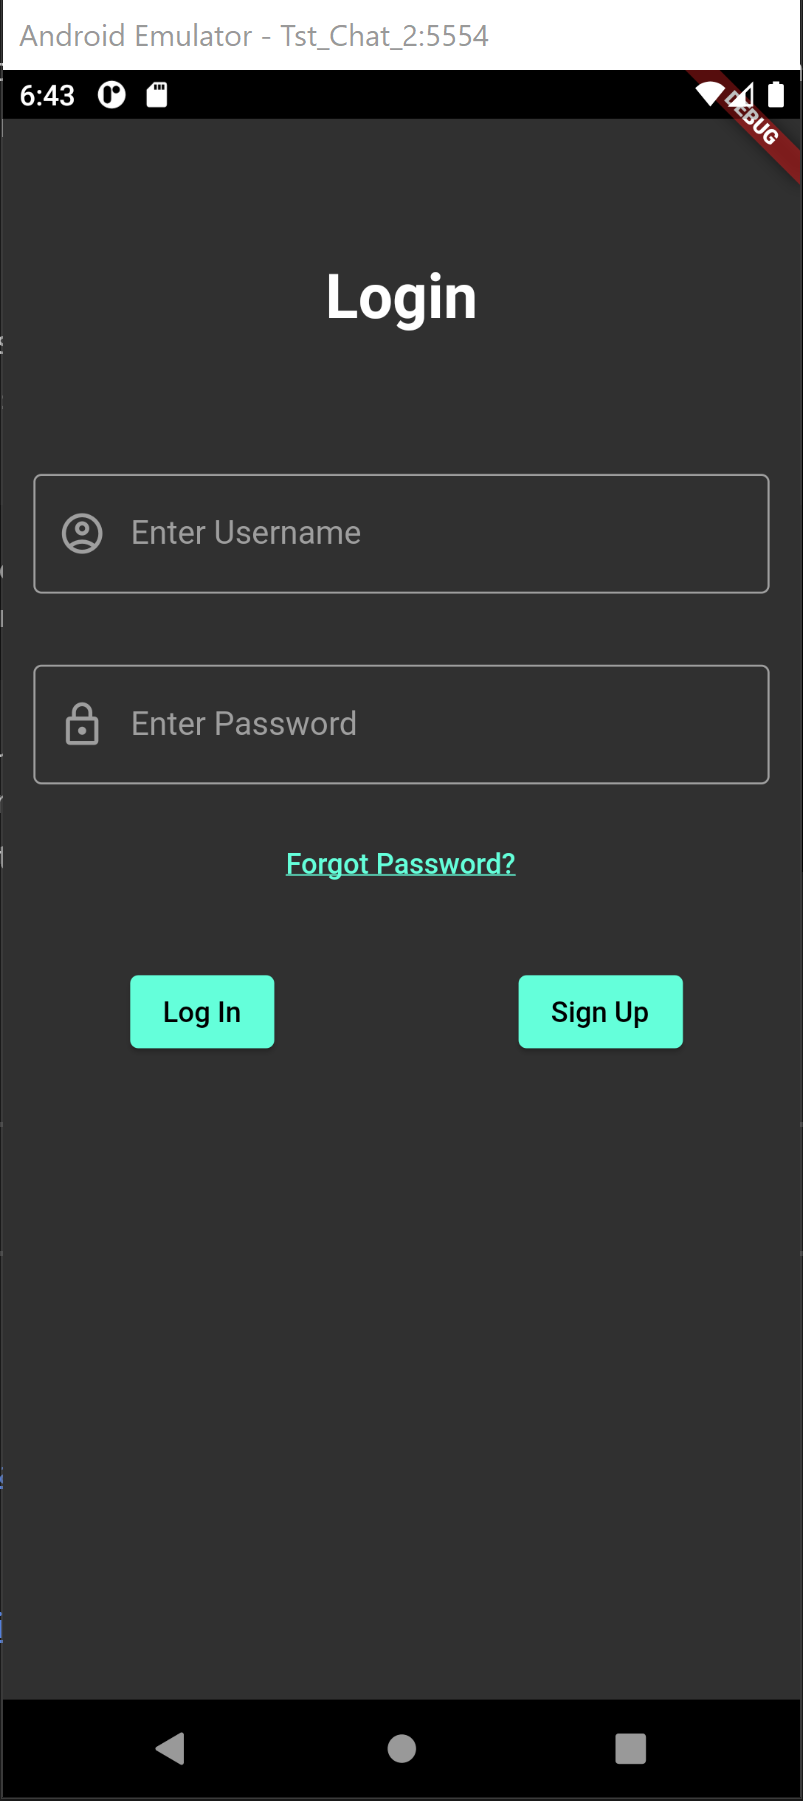 Android Emulator - Tst_Chat_2:5554
6:43
DEBUG
Login
Enter Username
Enter Password
Forgot Password?
Log In
Sign Up